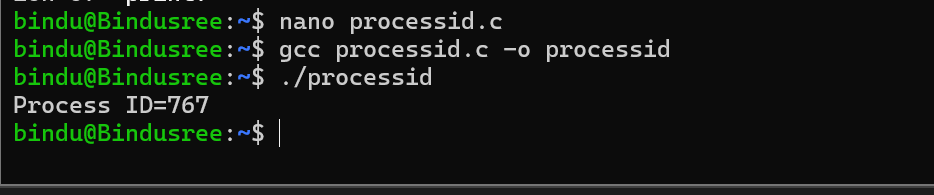 bindu@Bindusree:~$ nano processid.c
bindu@Bindusree:~$ gcc processid.c -o processid
bindu@Bindusree:~$ ./processid
Process ID=767
bindu@Bindusree:~$